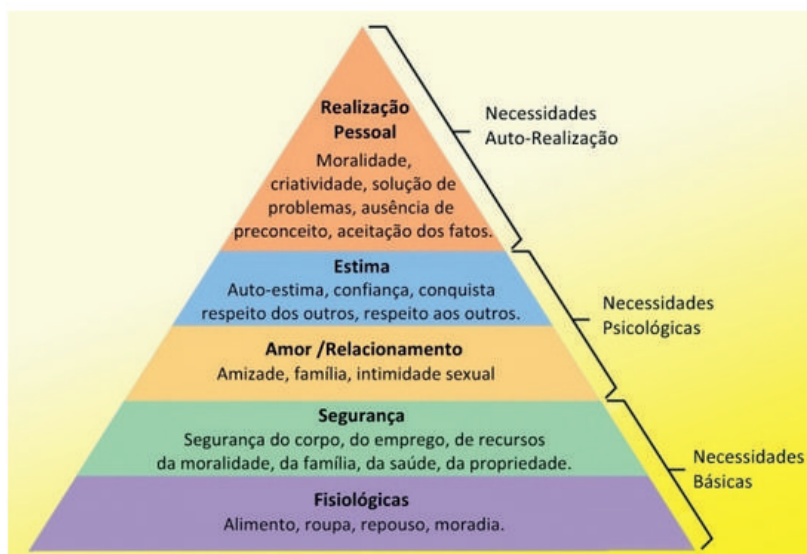 Realização
Pessoal
Moralidade,
criatividade, solução de
problemas, ausência de
preconceito, aceitação dos fatos.
Necessidades
Auto-Realização
Estima
Auto-estima, confiança, conquista
respeito dos outros, respeito aos outros.
Amor /Relacionamento
Amizade, família, intimidade sexual
Necessidades
Psicológicas
Segurança
Segurança do corpo, do emprego, de recursos
da moralidade, da família, da saúde, da propriedade.
Fisiológicas
Alimento, roupa, repouso, moradia.
Necessidades
Básicas